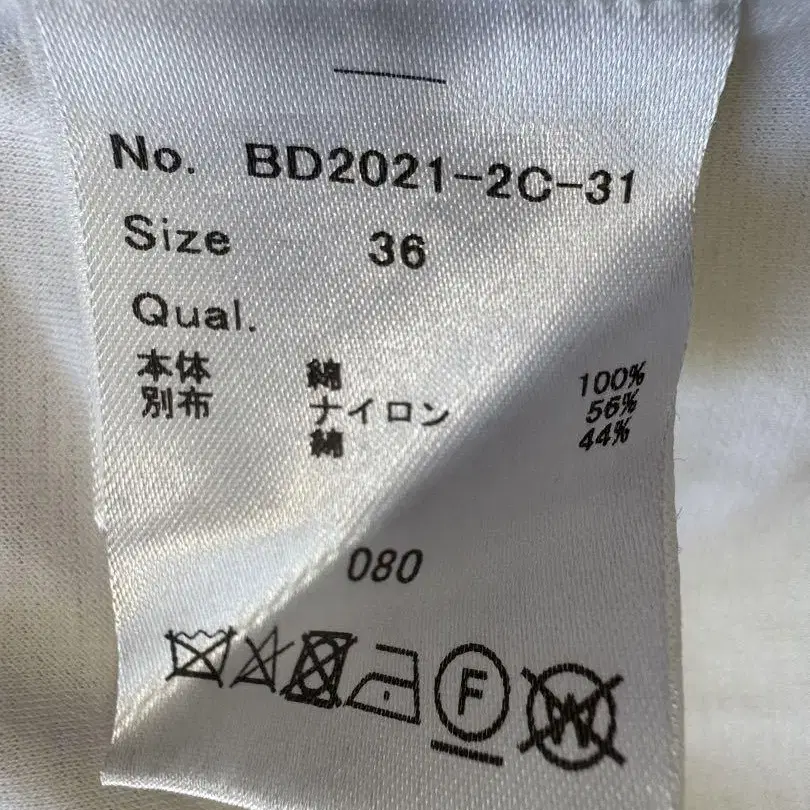 No. BD2021-2C-31
Size 36
Qual.
本体 綿 100%
別布 ナイロン 56%
綿 44%
080
F
W